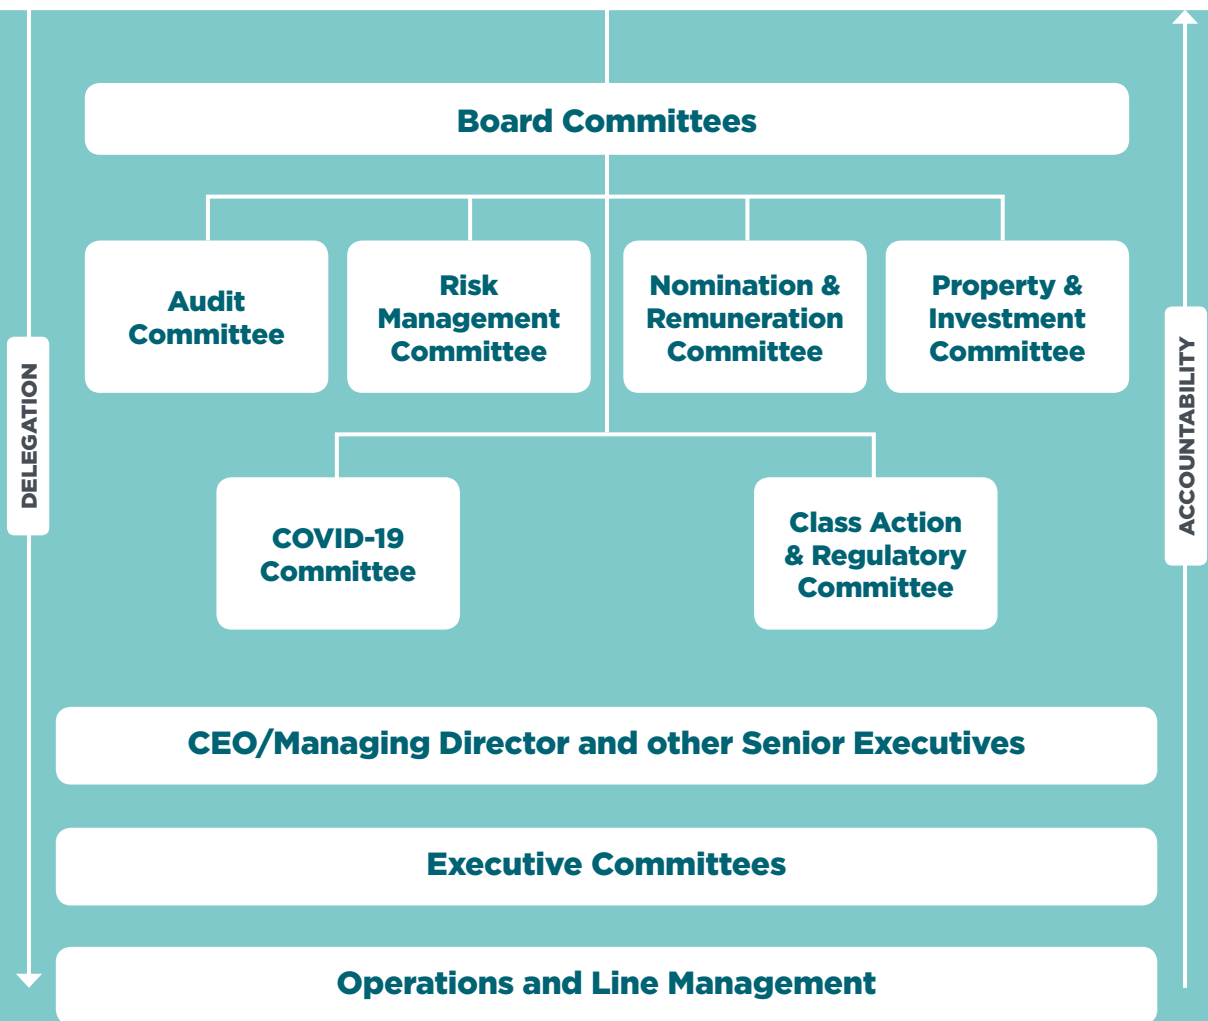 Board Committees
Audit
Committee
Risk
Management
Committee
Nomination &
Remuneration
Committee
Property &
Investment
Committee
DELEGATION
ACCOUNTABILITY
COVID-19
Committee
Class Action
& Regulatory
Committee
CEO/Managing Director and other Senior Executives
Executive Committees
Operations and Line Management